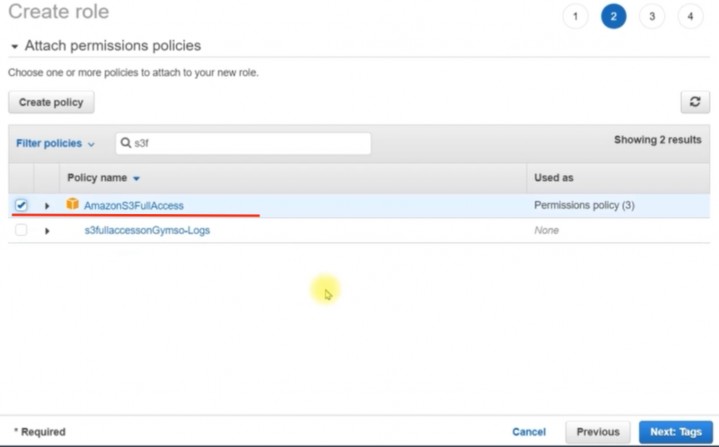 Create role
1 2 3 4
Attach permissions policies
Choose one or more policies to attach to your new role.
Create policy
Filter policies s3f Showing 2 results
Policy name Used as
AmazonS3FullAccess Permissions policy (3)
s3fullaccessonGymso-Logs None
* Required Cancel Previous Next: Tags